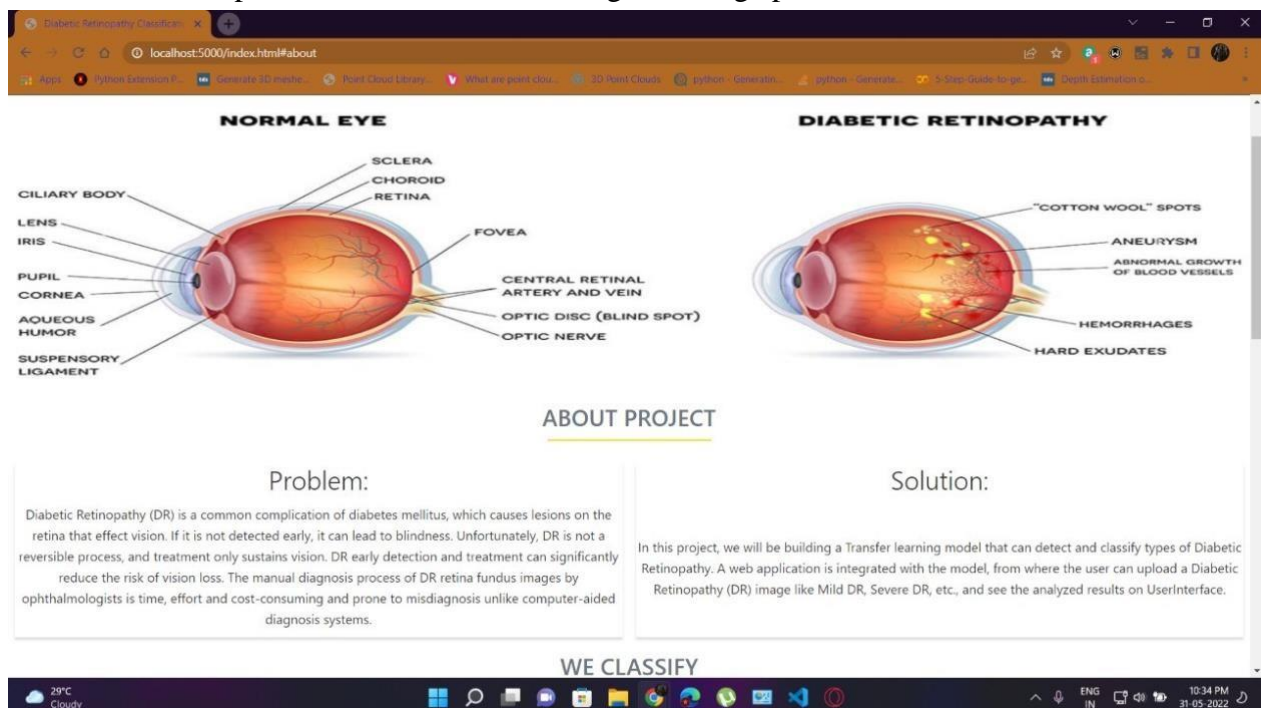 Diabetic Retinopathy Classificati
localhost:5000/index.html#about
Apps Python Extension P... Generate 3D meshe... Point Cloud Library... What are point clou... 3D Point Clouds python - Generatin... python - Generate... 5-Step-Guide-to-ge... Depth Estimation o...
NORMAL EYE
SCLERA
CHOROID
RETINA
CILIARY BODY
LENS
IRIS
PUPIL
CORNEA
AQUEOUS
HUMOR
SUSPENSORY
LIGAMENT
FOVEA
CENTRAL RETINAL
ARTERY AND VEIN
OPTIC DISC (BLIND SPOT)
OPTIC NERVE
DIABETIC RETINOPATHY
"COTTON WOOL" SPOTS
ANEURYSM
ABNORMAL GROWTH
OF BLOOD VESSELS
HEMORRHAGES
HARD EXUDATES
ABOUT PROJECT
Problem:
Diabetic Retinopathy (DR) is a common complication of diabetes mellitus, which causes lesions on the
retina that effect vision. If it is not detected early, it can lead to blindness. Unfortunately, DR is not a
reversible process, and treatment only sustains vision. DR early detection and treatment can significantly
reduce the risk of vision loss. The manual diagnosis process of DR retina fundus images by
ophthalmologists is time, effort and cost-consuming and prone to misdiagnosis unlike computer-aided
diagnosis systems.
Solution:
In this project, we will be building a Transfer learning model that can detect and classify types of Diabetic
Retinopathy. A web application is integrated with the model, from where the user can upload a Diabetic
Retinopathy (DR) image like Mild DR, Severe DR, etc., and see the analyzed results on UserInterface.
WE CLASSIFY
29°C
Cloudy
ENG
IN
10:34 PM
31-05-2022